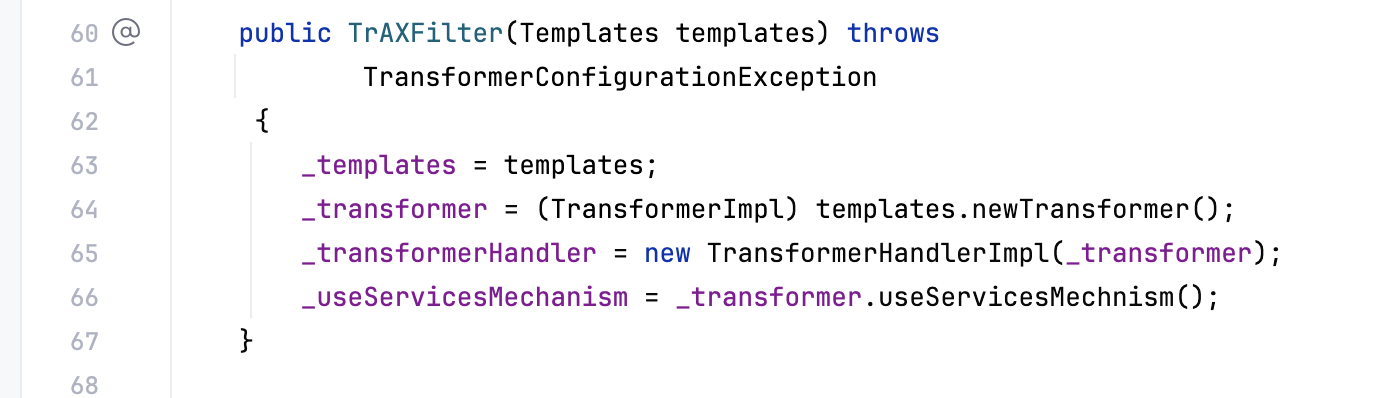 60 @ public TrAXFilter(Templates templates) throws
61 TransformerConfigurationException
62 {
63 _templates = templates;
64 _transformer = (TransformerImpl) templates.newTransformer();
65 _transformerHandler = new TransformerHandlerImpl(_transformer);
66 _useServicesMechanism = _transformer.useServicesMechnism();
67 }
68